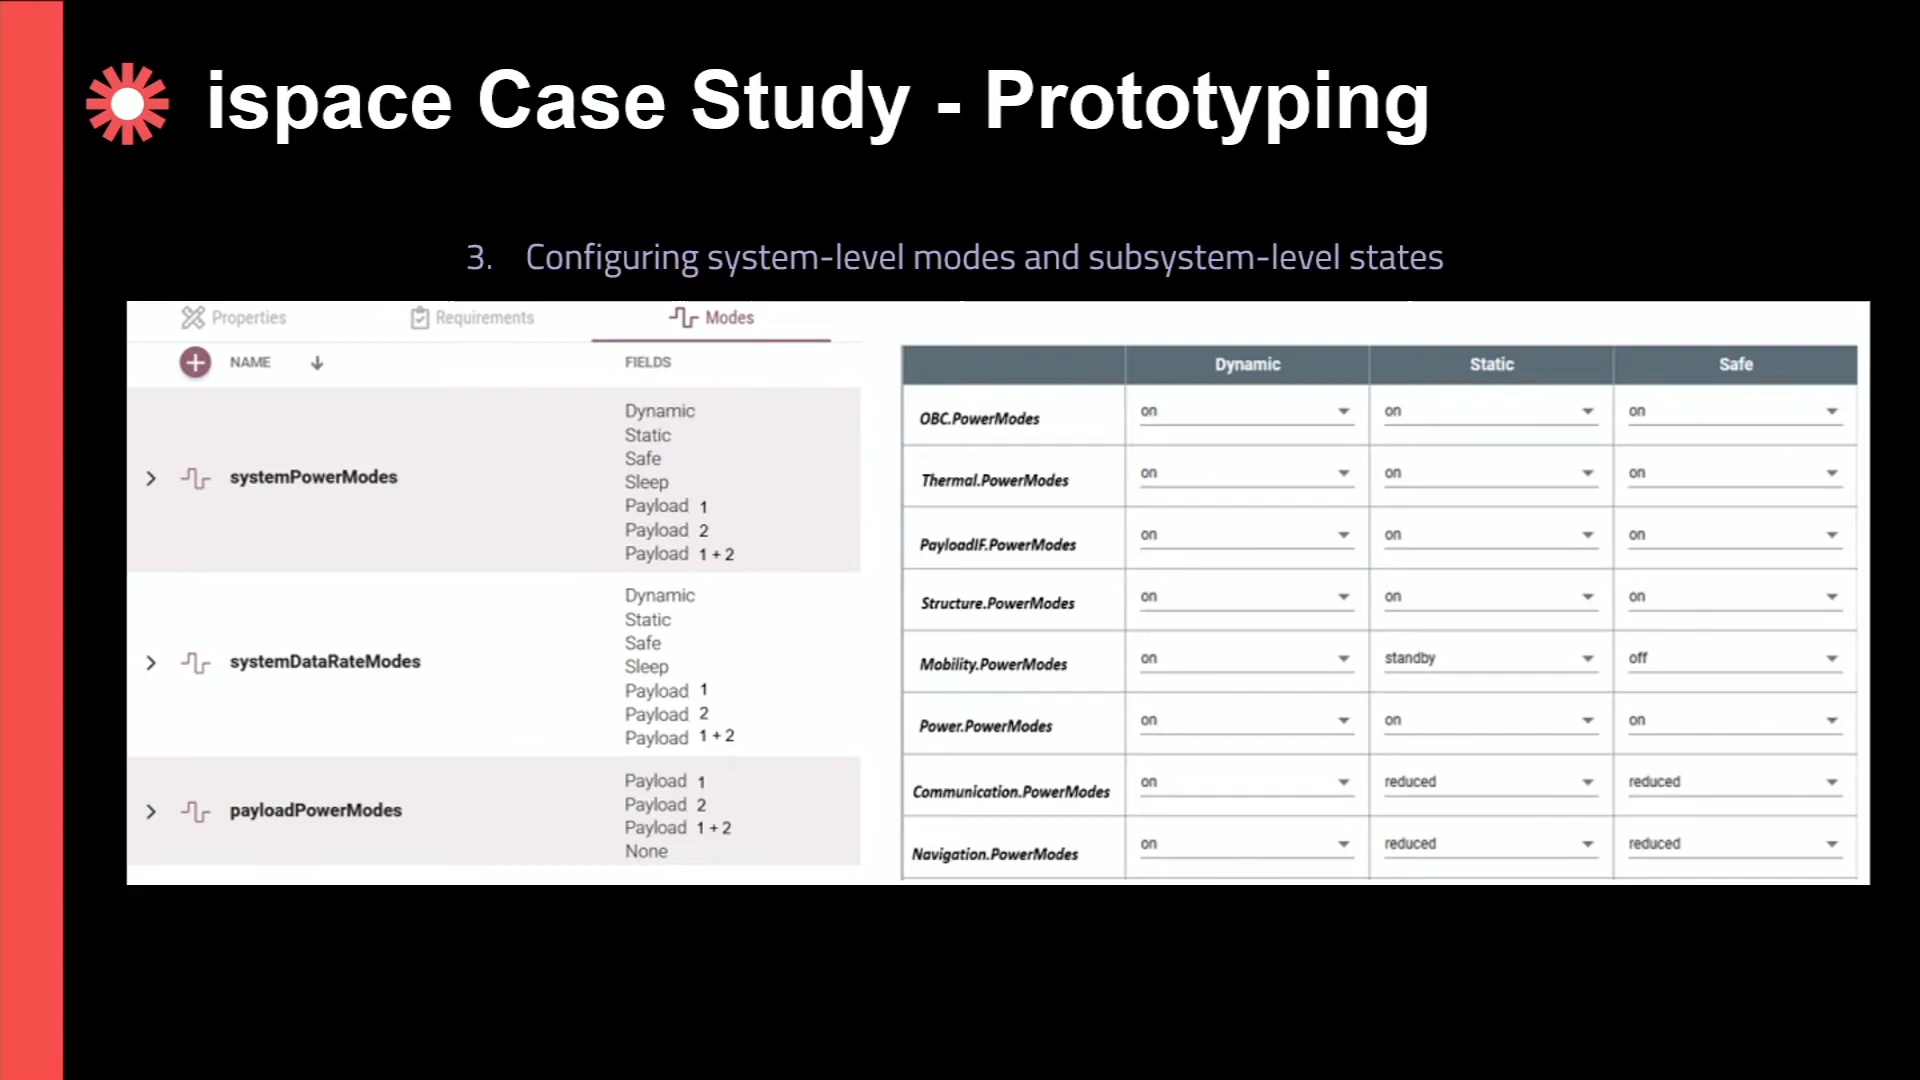 ispace Case Study - Prototyping
3. Configuring system-level modes and subsystem-level states
Properties Requirements Modes
NAME FIELDS
systemPowerModes
Dynamic
Static
Safe
Sleep
Payload 1
Payload 2
Payload 1 + 2
systemDataRateModes
Dynamic
Static
Safe
Sleep
Payload 1
Payload 2
Payload 1 + 2
payloadPowerModes
Payload 1
Payload 2
Payload 1 + 2
None
Dynamic Static Safe
OBC.PowerModes on on on
Thermal.PowerModes on on on
PayloadIF.PowerModes on on on
Structure.PowerModes on on on
Mobility.PowerModes on standby off
Power.PowerModes on on on
Communication.PowerModes on reduced reduced
Navigation.PowerModes on reduced reduced